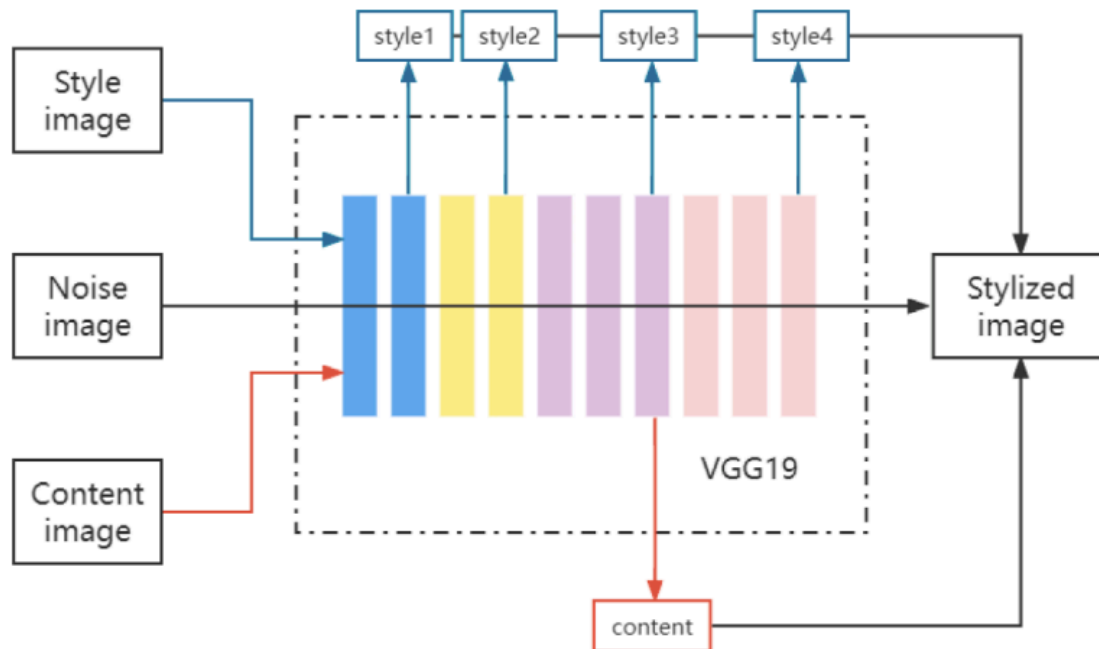 style1
style2
style3
style4
Style
image
Noise
image
Stylized
image
Content
image
VGG19
content